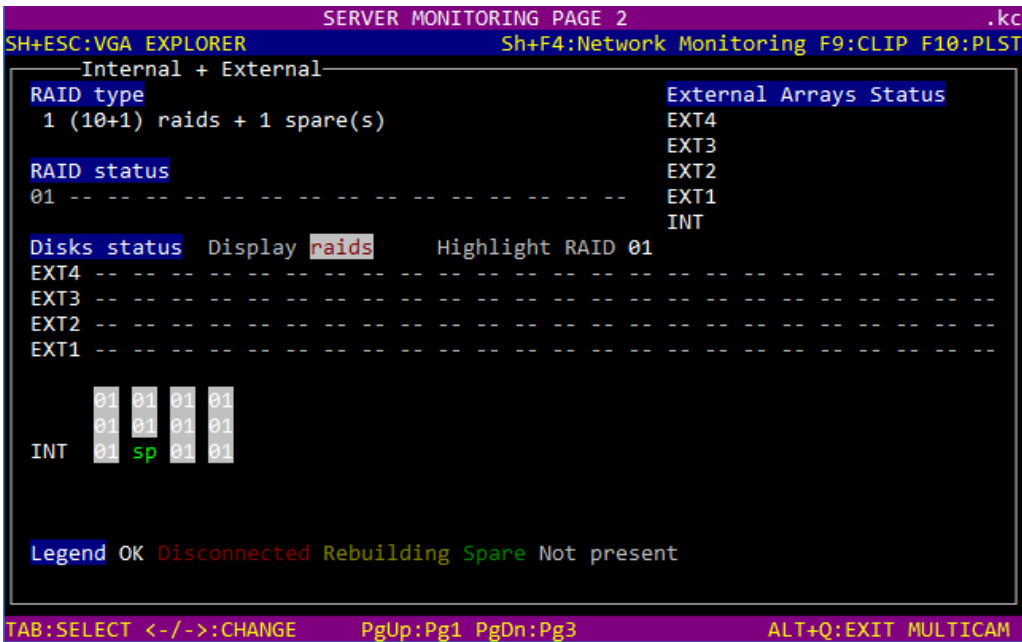 SERVER MONITORING PAGE 2 .kc
SH+ESC:VGA EXPLORER Sh+F4:Network Monitoring F9:CLIP F10:PLST
Internal + External
RAID type External Arrays Status
1 (10+1) raids + 1 spare(s) EXT4
EXT3
RAID status EXT2
01 -- -- -- -- -- -- -- -- -- -- -- -- -- -- -- EXT1
INT
Disks status Display raids Highlight RAID 01
EXT4 -- -- -- -- -- -- -- -- -- -- -- -- -- -- -- -- -- -- -- -- -- -- -- --
EXT3 -- -- -- -- -- -- -- -- -- -- -- -- -- -- -- -- -- -- -- -- -- -- -- --
EXT2 -- -- -- -- -- -- -- -- -- -- -- -- -- -- -- -- -- -- -- -- -- -- -- --
EXT1 -- -- -- -- -- -- -- -- -- -- -- -- -- -- -- -- -- -- -- -- -- -- -- --
01 01 01 01
01 01 01 01
INT 01 sp 01 01
Legend OK Disconnected Rebuilding Spare Not present
TAB:SELECT <-/->:CHANGE PgUp:Pg1 PgDn:Pg3 ALT+Q:EXIT MULTICAM